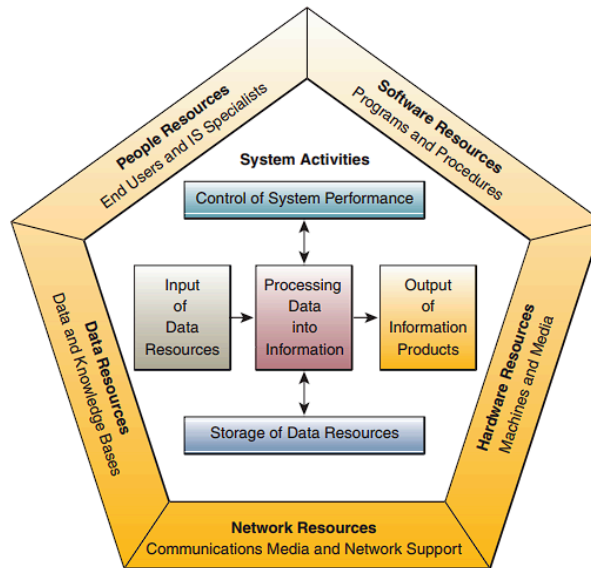 People Resources
End Users and IS Specialists
Software Resources
Programs and Procedures
System Activities
Control of System Performance
Input
of
Data
Resources
Processing
Data
into
Information
Output
of
Information
Products
Storage of Data Resources
Data Resources
Data and Knowledge Bases
Hardware Resources
Machines and Media
Network Resources
Communications Media and Network Support